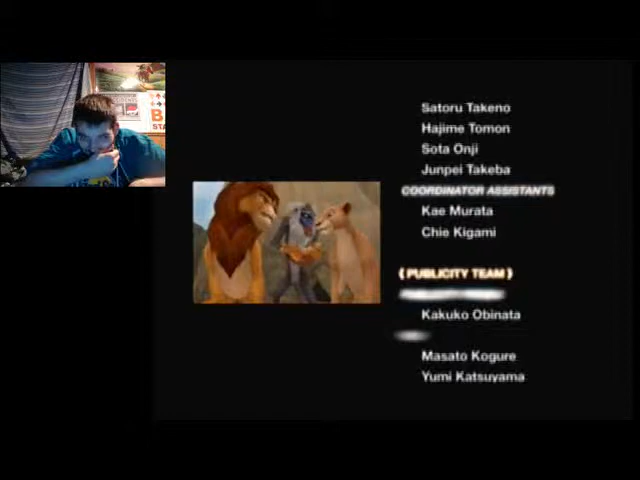 Satoru Takeno
Hajime Tomon
Sota Onji
Junpei Takeba
COORDINATOR ASSISTANTS
Kae Murata
Chie Kigami
( PUBLICITY TEAM )
Kakuko Obinata
Masato Kogure
Yumi Katsuyama